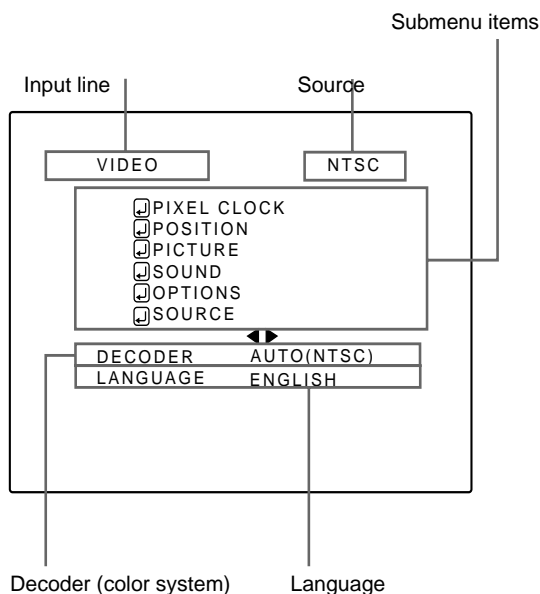 Submenu items
Input line Source
VIDEO NTSC
PIXEL CLOCK
POSITION
PICTURE
SOUND
OPTIONS
SOURCE
DECODER AUTO(NTSC)
LANGUAGE ENGLISH
Decoder (color system) Language